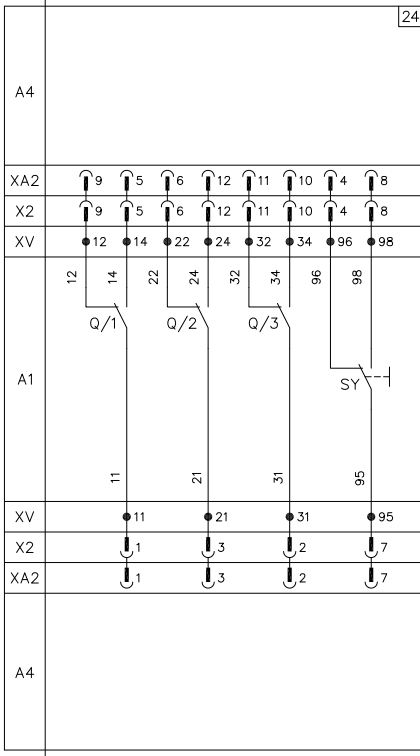 24
A4
XA2 9 5 6 12 11 10 4 8
X2 9 5 6 12 11 10 4 8
XV 12 14 22 24 32 34 96 98
12 14 22 24 32 34 96 98
Q/1 Q/2 Q/3
A1 SY
11 21 31 95
XV 11 21 31 95
X2 1 3 2 7
XA2 1 3 2 7
A4